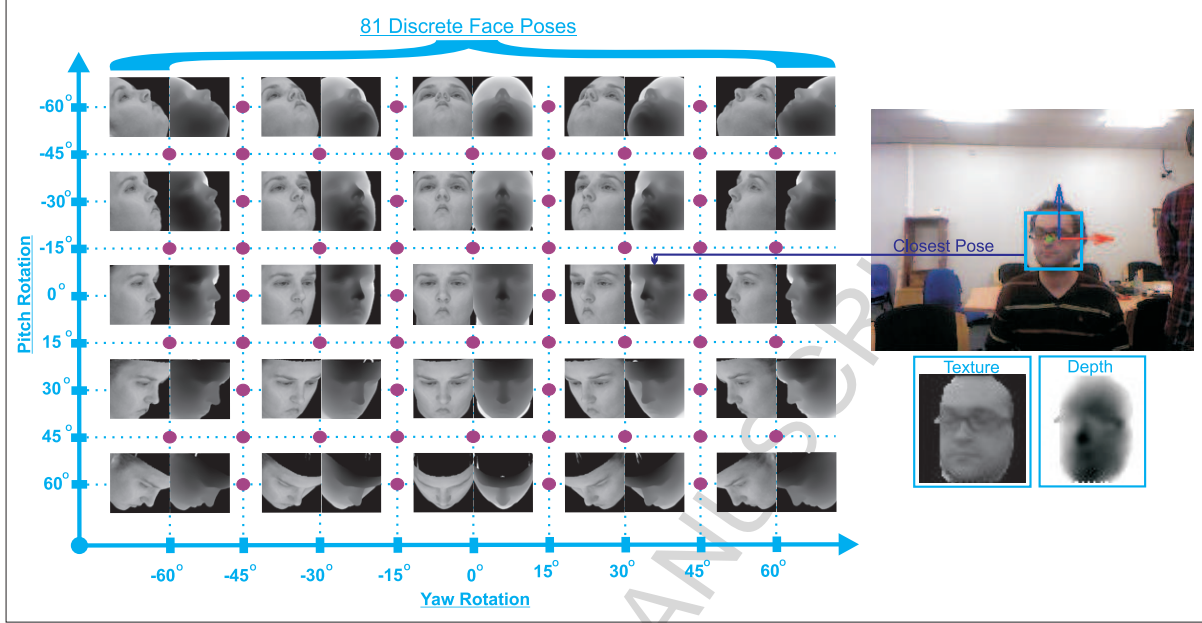 81 Discrete Face Poses
Pitch Rotation
-60°
-45°
-30°
-15°
0°
15°
30°
45°
60°
-60°
-45°
-30°
-15°
0°
15°
30°
45°
60°
Yaw Rotation
Closest Pose
Texture
Depth
ANUSCRI